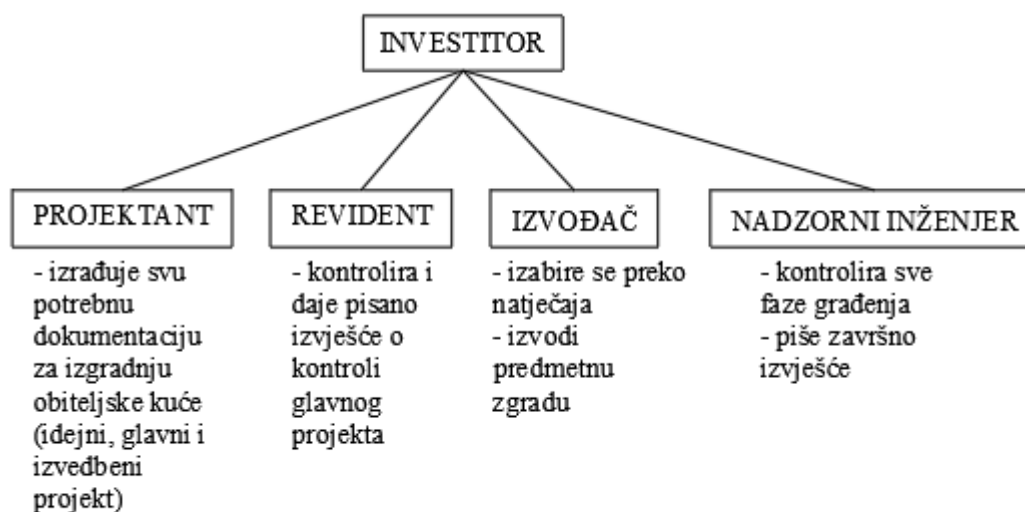 INVESTITOR
PROJEKTANT
- izrađuje svu
potrebnu
dokumentaciju
za izgradnju
obiteljske kuće
(idejni, glavni i
izvedbeni
projekt)
REVIDENT
- kontrolira i
daje pisano
izvješće o
kontroli
glavnog
projekta
IZVOĐAČ
- izabire se preko
natječaja
- izvodi
predmetnu
zgradu
NADZORNI INŽENJER
- kontrolira sve
faze građenja
- piše završno
izvješće